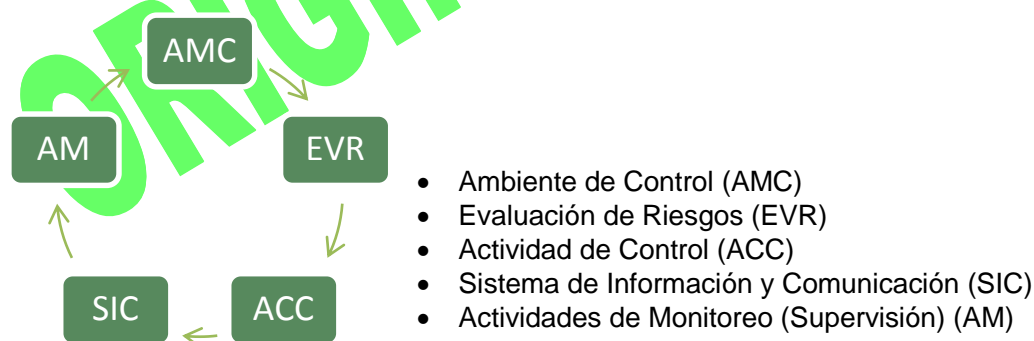 AMC
AM
EVR
SIC
ACC
• Ambiente de Control (AMC)
• Evaluación de Riesgos (EVR)
• Actividad de Control (ACC)
• Sistema de Información y Comunicación (SIC)
• Actividades de Monitoreo (Supervisión) (AM)